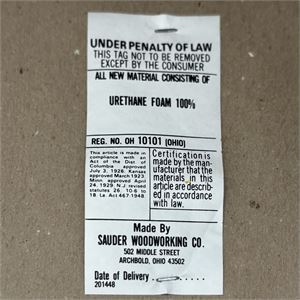 UNDER PENALTY OF LAW
THIS TAG NOT TO BE REMOVED
EXCEPT BY THE CONSUMER
ALL NEW MATERIAL CONSISTING OF
URETHANE FOAM 100%
REG. NO. OH 10101 (OHIO)
This article is made in
compliance with an
Act of the Dist. of
Columbia approved
July 3, 1926; Kansas
approved March 1923;
Minn. approved April
24, 1929; N.J. revised
statutes 26: 10-6 to
18. La. Act 467-1948.
Certification is
made by the manu-
facturer that the
materials in this
article are describ-
ed in accordance
with law.
Made By
SAUDER WOODWORKING CO.
502 MIDDLE STREET
ARCHBOLD, OHIO 43502
Date of Delivery
201448